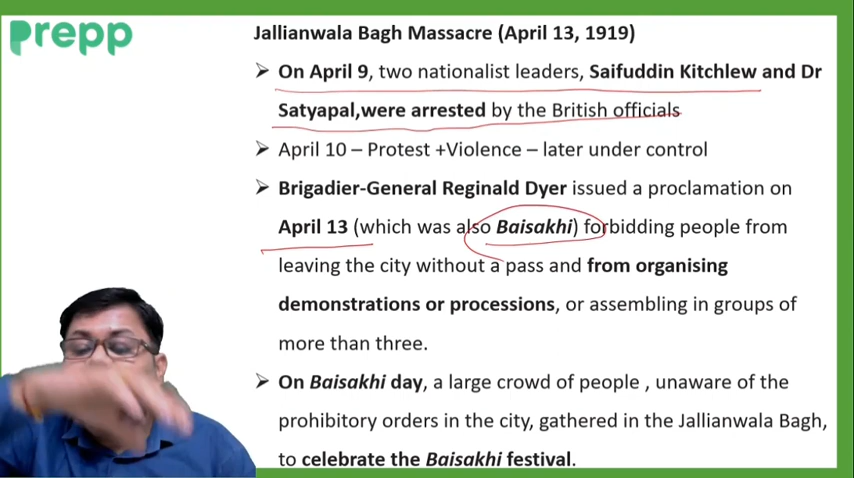 Prepp
Jallianwala Bagh Massacre (April 13, 1919)
➢ On April 9, two nationalist leaders, Saifuddin Kitchlew and Dr
Satyapal,were arrested by the British officials
➢ April 10 – Protest +Violence – later under control
➢ Brigadier-General Reginald Dyer issued a proclamation on
April 13 (which was also Baisakhi) forbidding people from
leaving the city without a pass and from organising
demonstrations or processions, or assembling in groups of
more than three.
➢ On Baisakhi day, a large crowd of people , unaware of the
prohibitory orders in the city, gathered in the Jallianwala Bagh,
to celebrate the Baisakhi festival.